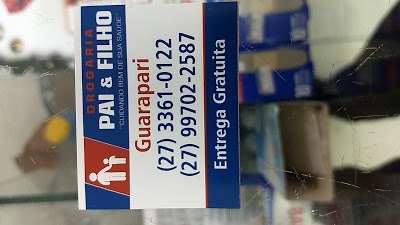 DROGARIA
PAI & FILHO
"CUIDANDO BEM DE SUA SAÚDE"
Guarapari
(27) 3361-0122
(27) 99702-2587
Entrega Gratuita